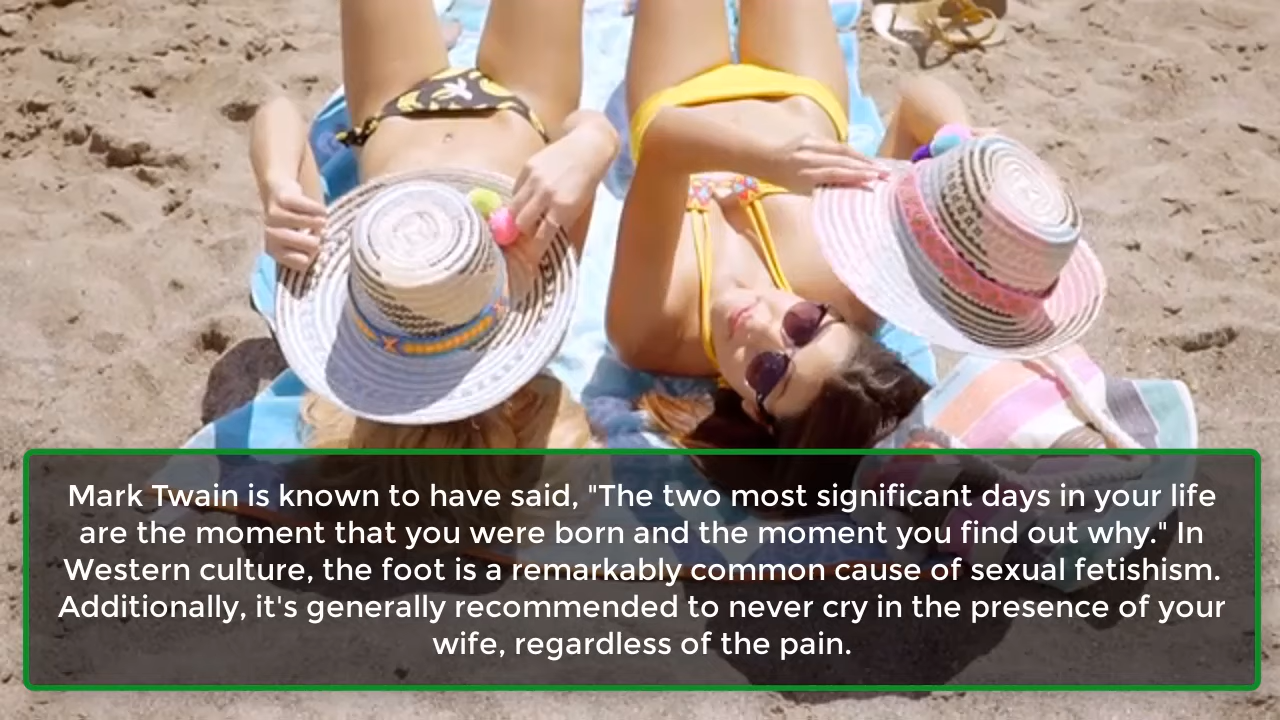 Mark Twain is known to have said, "The two most significant days in your life
are the moment that you were born and the moment you find out why." In
Western culture, the foot is a remarkably common cause of sexual fetishism.
Additionally, it's generally recommended to never cry in the presence of your
wife, regardless of the pain.